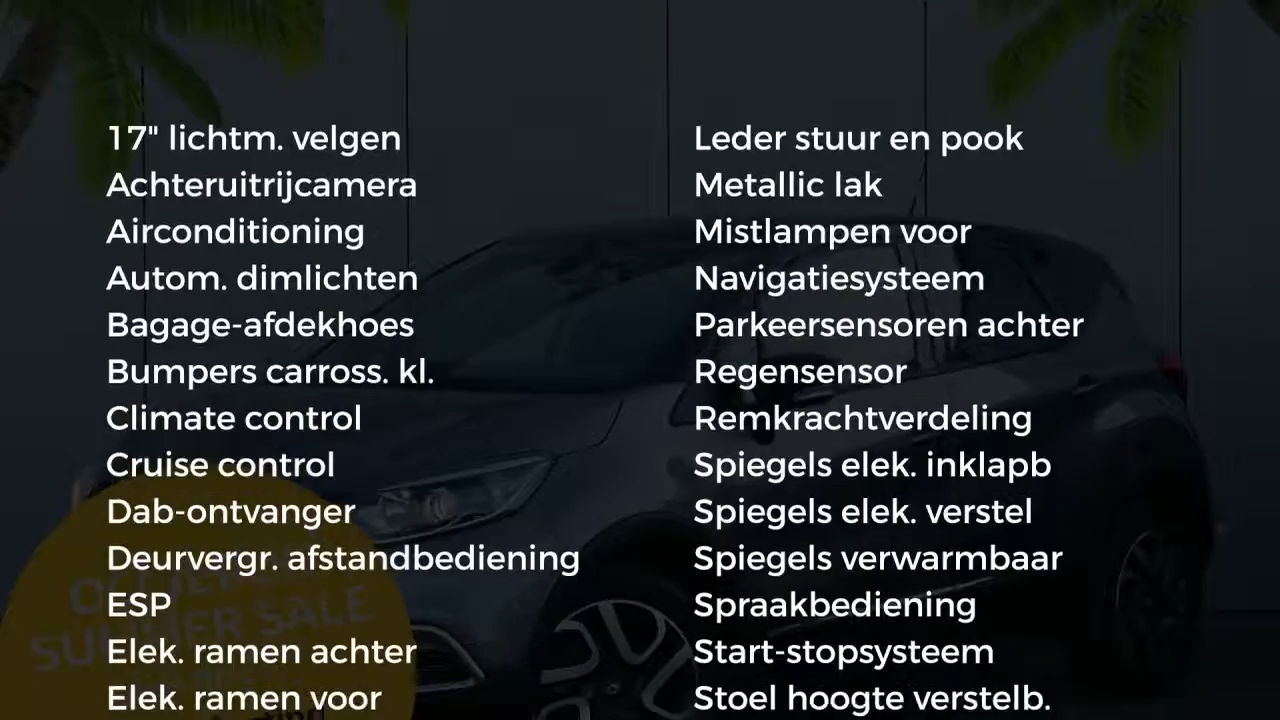 17" lichtm. velgen
Achteruitrijcamera
Airconditioning
Autom. dimlichten
Bagage-afdekhoes
Bumpers carross. kl.
Climate control
Cruise control
Dab-ontvanger
Deurvergr. afstandbediening
ESP
Elek. ramen achter
Elek. ramen voor
Leder stuur en pook
Metallic lak
Mistlampen voor
Navigatiesysteem
Parkeersensoren achter
Regensensor
Remkrachtverdeling
Spiegels elek. inklapb
Spiegels elek. verstel
Spiegels verwarmbaar
Spraakbediening
Start-stopsysteem
Stoel hoogte verstelb.
SUMMER SALE